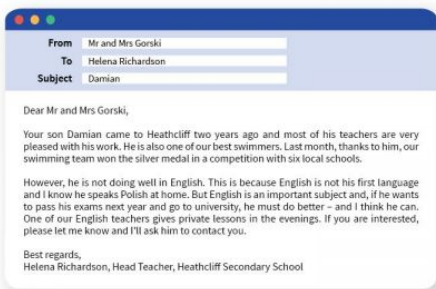 From Mr and Mrs Gorski
To Helena Richardson
Subject Damian
Dear Mr and Mrs Gorski,
Your son Damian came to Heathcliff two years ago and most of his teachers are very
pleased with his work. He is also one of our best swimmers. Last month, thanks to him, our
swimming team won the silver medal in a competition with six local schools.
However, he is not doing well in English. This is because English is not his first language
and I know he speaks Polish at home. But English is an important subject and, if he wants
to pass his exams next year and go to university, he must do better – and I think he can.
One of our English teachers gives private lessons in the evenings. If you are interested,
please let me know and I'll ask him to contact you.
Best regards,
Helena Richardson, Head Teacher, Heathcliff Secondary School